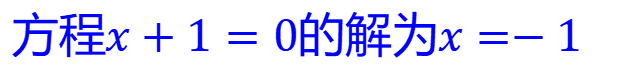 方程x + 1 = 0的解为x =− 1